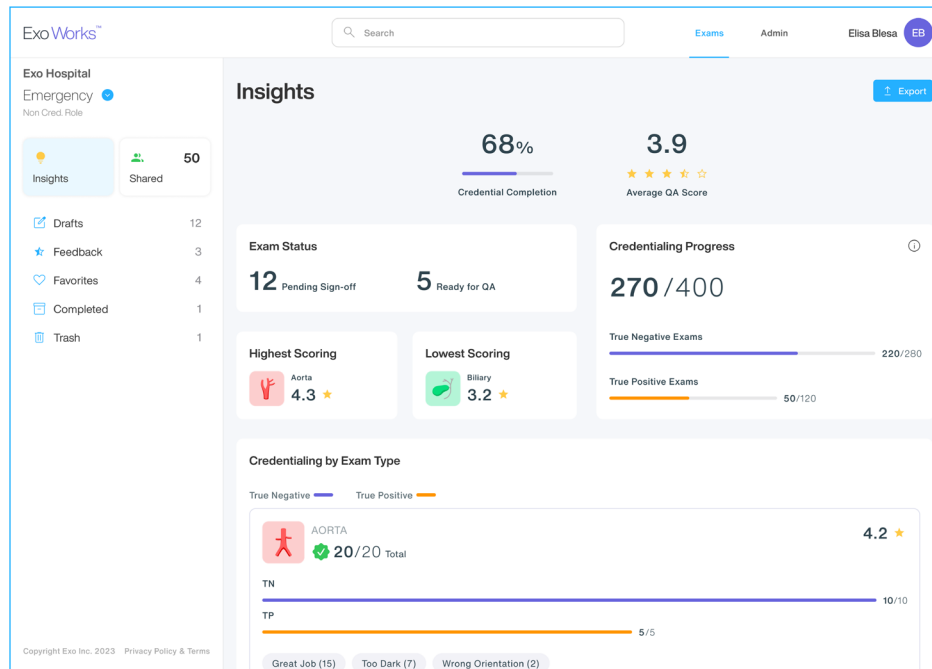 ExoWorks™
Search
Exams
Admin
Elisa Blesa
EB
Exo Hospital
Emergency
Non Cred. Role
Insights
50
Shared
Drafts 12
Feedback 3
Favorites 4
Completed 1
Trash 1
Copyright Exo Inc. 2023 Privacy Policy & Terms
Insights
Export
68%
Credential Completion
3.9
Average QA Score
Exam Status
12 Pending Sign-off
5 Ready for QA
Highest Scoring
Aorta
4.3
Lowest Scoring
Biliary
3.2
Credentialing Progress
270/400
True Negative Exams
220/280
True Positive Exams
50/120
Credentialing by Exam Type
True Negative
True Positive
AORTA
20/20 Total
4.2
TN
10/10
TP
5/5
Great Job (15)
Too Dark (7)
Wrong Orientation (2)